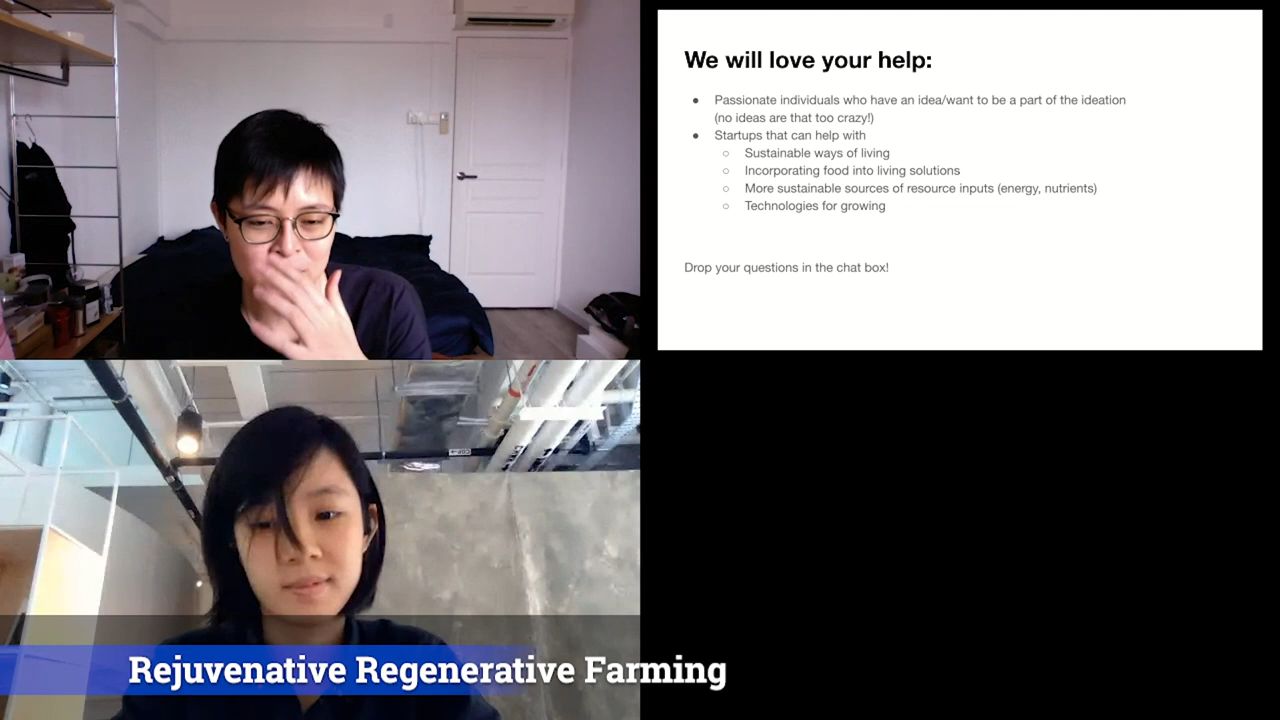 We will love your help:
● Passionate individuals who have an idea/want to be a part of the ideation
(no ideas are that too crazy!)
● Startups that can help with
○ Sustainable ways of living
○ Incorporating food into living solutions
○ More sustainable sources of resource inputs (energy, nutrients)
○ Technologies for growing
Drop your questions in the chat box!
Rejuvenative Regenerative Farming